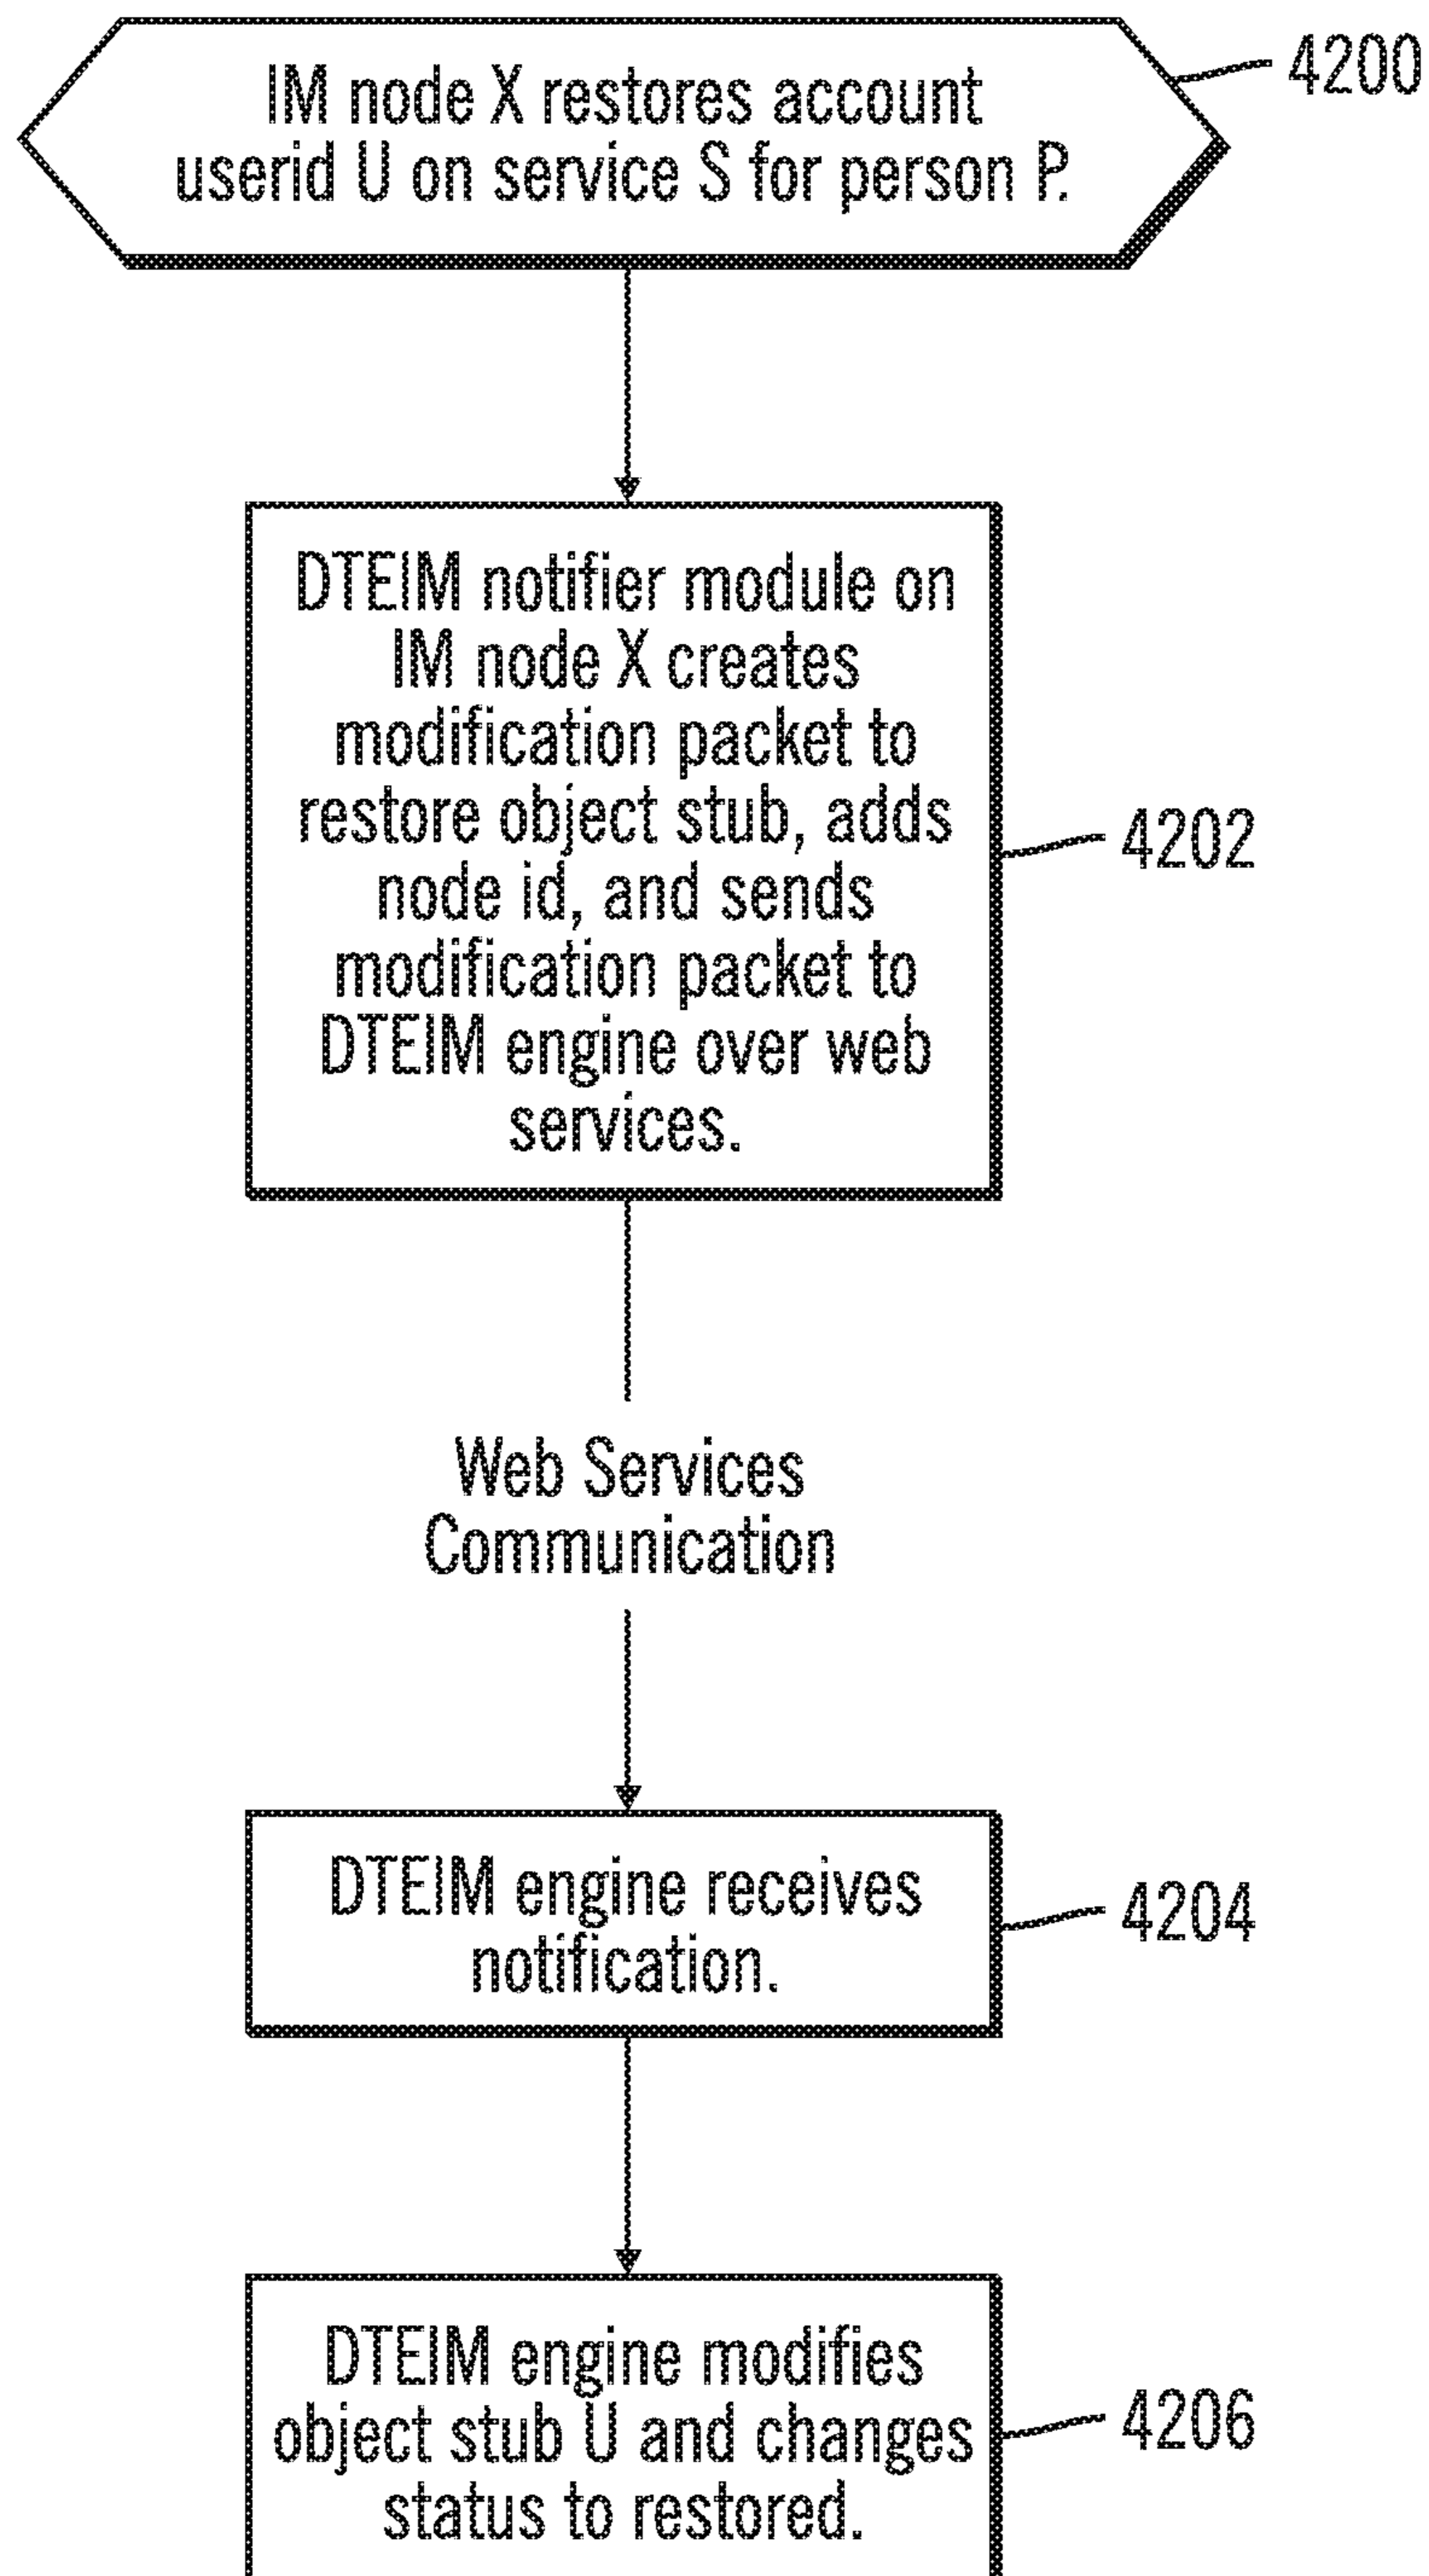 IM node X restores account
userid U on service S for person P.
4200
DTEIM notifier module on
IM node X creates
modification packet to
restore object stub, adds
node id, and sends
modification packet to
DTEIM engine over web
services.
4202
Web Services
Communication
DTEIM engine receives
notification.
4204
DTEIM engine modifies
object stub U and changes
status to restored.
4206